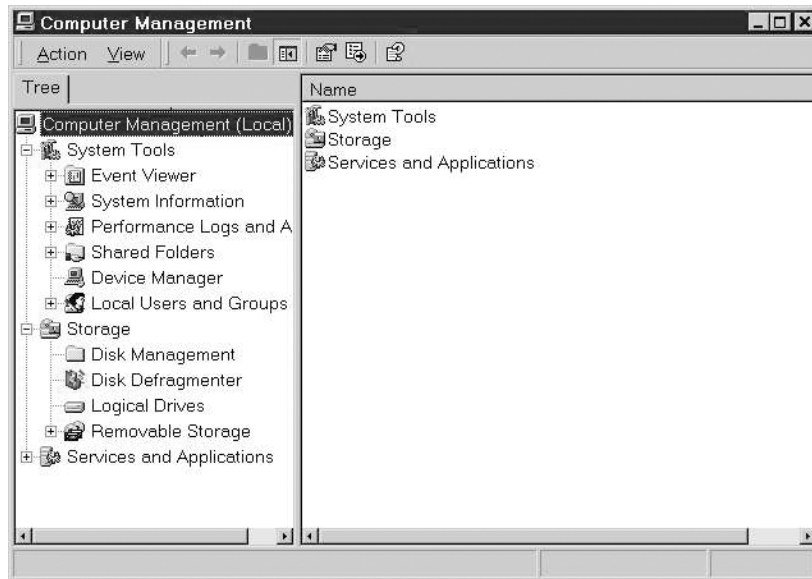 Computer Management
Action View
Tree
Name
Computer Management (Local)
System Tools
Event Viewer
System Information
Performance Logs and A
Shared Folders
Device Manager
Local Users and Groups
Storage
Disk Management
Disk Defragmenter
Logical Drives
Removable Storage
Services and Applications
System Tools
Storage
Services and Applications